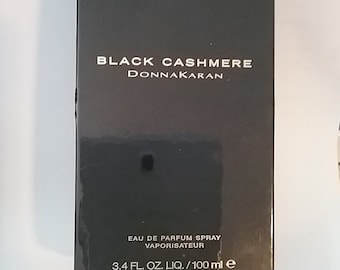 BLACK CASHMERE
DONNAKARAN
EAU DE PARFUM SPRAY
VAPORISATEUR
3.4 FL. OZ. LIQ. / 100 ml ℮